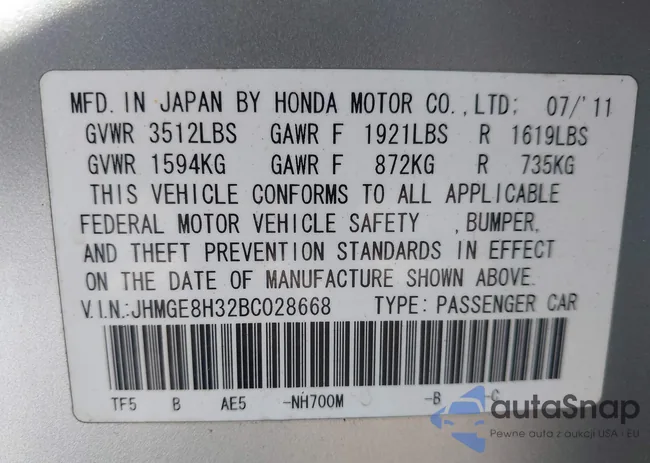 MFD. IN JAPAN BY HONDA MOTOR CO., LTD; 07/'11
GVWR 3512LBS GAWR F 1921LBS R 1619LBS
GVWR 1594KG GAWR F 872KG R 735KG
THIS VEHICLE CONFORMS TO ALL APPLICABLE
FEDERAL MOTOR VEHICLE SAFETY , BUMPER,
AND THEFT PREVENTION STANDARDS IN EFFECT
ON THE DATE OF MANUFACTURE SHOWN ABOVE.
V.I.N.:JHMGE8H32BC028668 TYPE: PASSENGER CAR
TF5 B AE5 -NH700M -B -C
autaSnap
Pewne auta z aukcji USA - EU